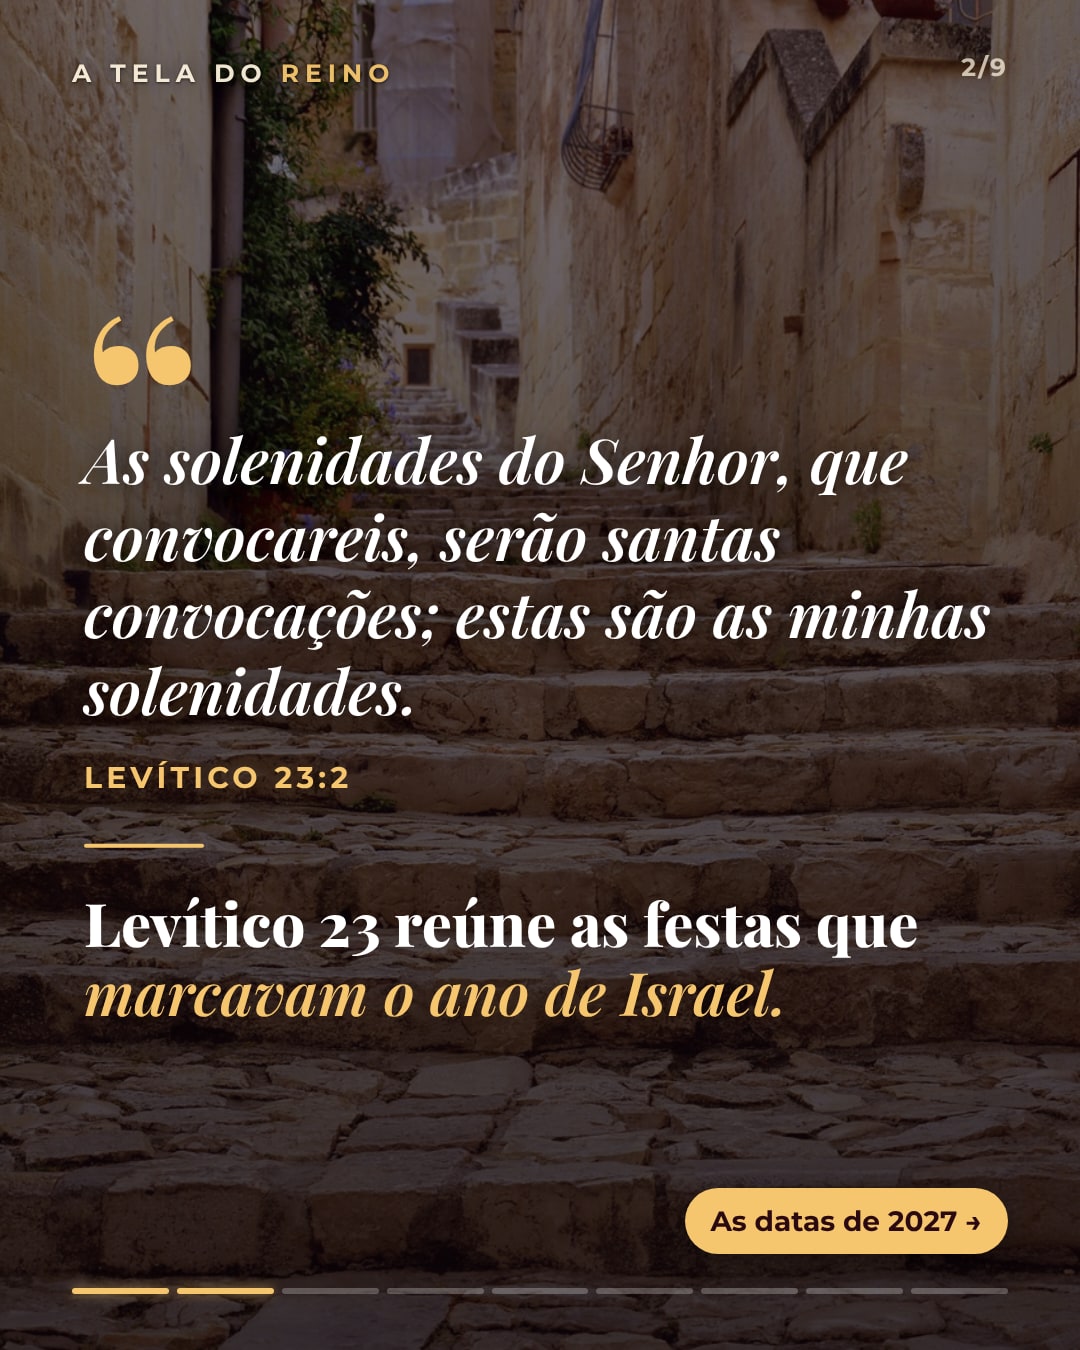 A TELA DO REINO
2/9
“
As solenidades do Senhor, que
convocareis, serão santas
convocações; estas são as minhas
solenidades.
LEVÍTICO 23:2
Levítico 23 reúne as festas que
marcavam o ano de Israel.
As datas de 2027 →